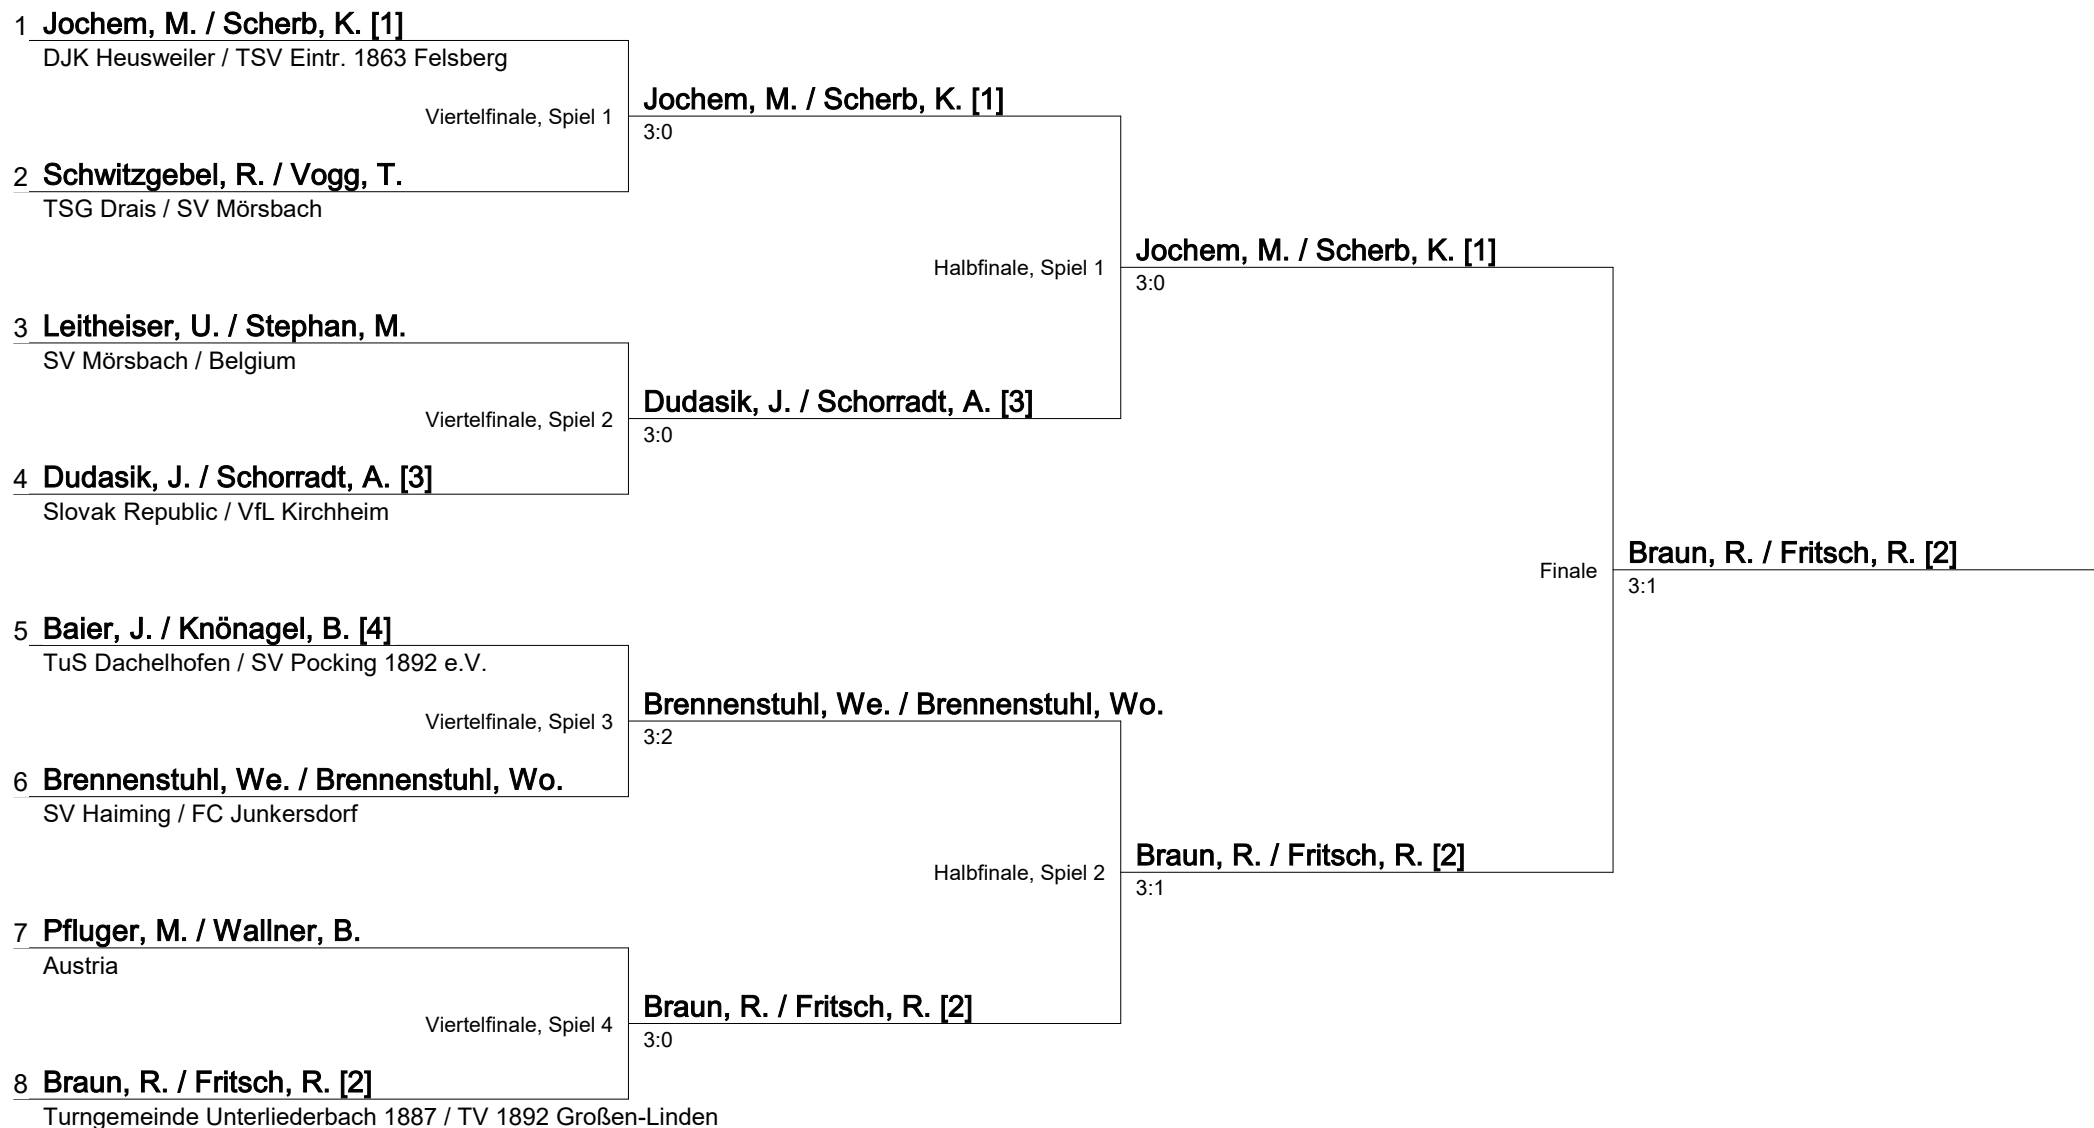 1 Jochem, M. / Scherb, K. [1]
DJK Heusweiler / TSV Eintr. 1863 Felsberg
Viertelfinale, Spiel 1
Jochem, M. / Scherb, K. [1]
3:0
2 Schwitzgebel, R. / Vogg, T.
TSG Drais / SV Mörsbach
Halbfinale, Spiel 1
Jochem, M. / Scherb, K. [1]
3:0
3 Leitheiser, U. / Stephan, M.
SV Mörsbach / Belgium
Viertelfinale, Spiel 2
Dudasik, J. / Schorradt, A. [3]
3:0
4 Dudasik, J. / Schorradt, A. [3]
Slovak Republic / VfL Kirchheim
Finale
Braun, R. / Fritsch, R. [2]
3:1
5 Baier, J. / Knönagel, B. [4]
TuS Dachelhofen / SV Pocking 1892 e.V.
Viertelfinale, Spiel 3
Brennenstuhl, We. / Brennenstuhl, Wo.
3:2
6 Brennenstuhl, We. / Brennenstuhl, Wo.
SV Haiming / FC Junkersdorf
Halbfinale, Spiel 2
Braun, R. / Fritsch, R. [2]
3:1
7 Pfluger, M. / Wallner, B.
Austria
Viertelfinale, Spiel 4
Braun, R. / Fritsch, R. [2]
3:0
8 Braun, R. / Fritsch, R. [2]
Turngemeinde Unterliederbach 1887 / TV 1892 Großen-Linden